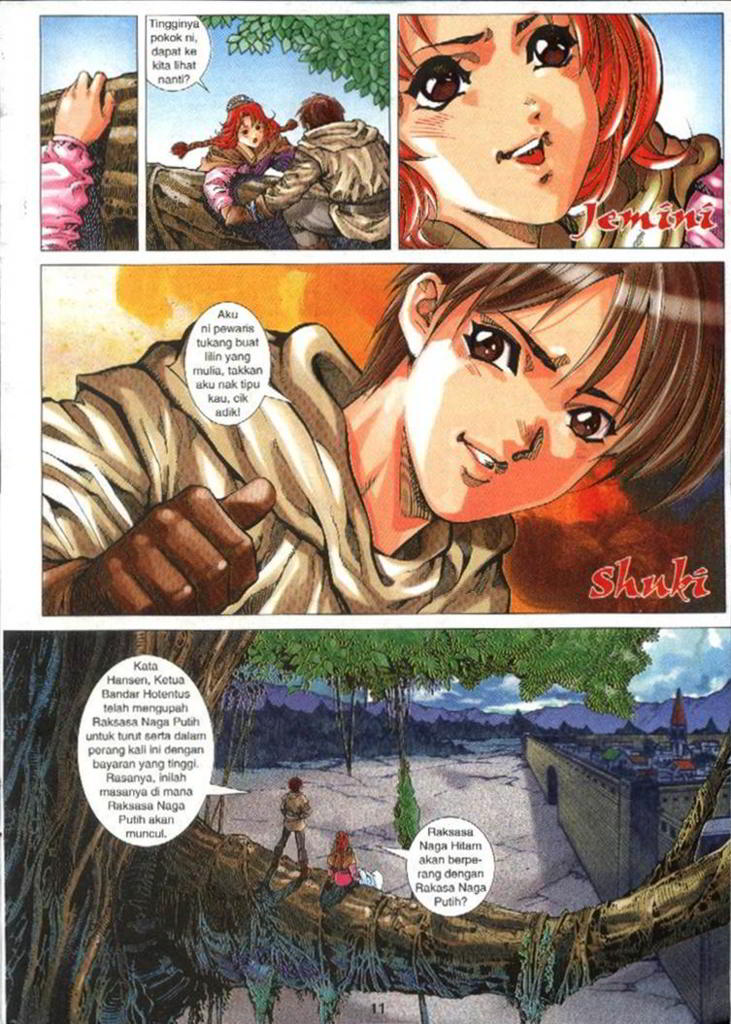 Tingginya
pokok ni,
dapat ke
kita lihat
nanti?
Jemini
Aku
ni pewaris
tukang buat
lilin yang
mulia, takkan
aku nak tipu
kau, cik
adik!
Shuki
Kata
Hansen, Ketua
Bandar Hotentus
telah mengupah
Raksasa Naga Putih
untuk turut serta dalam
perang kali ini dengan
bayaran yang tinggi.
Rasanya, inilah
masanya di mana
Raksasa Naga
Putih akan
muncul.
Raksasa
Naga Hitam
akan berpe-
rang dengan
Rakasa Naga
Putih?
11